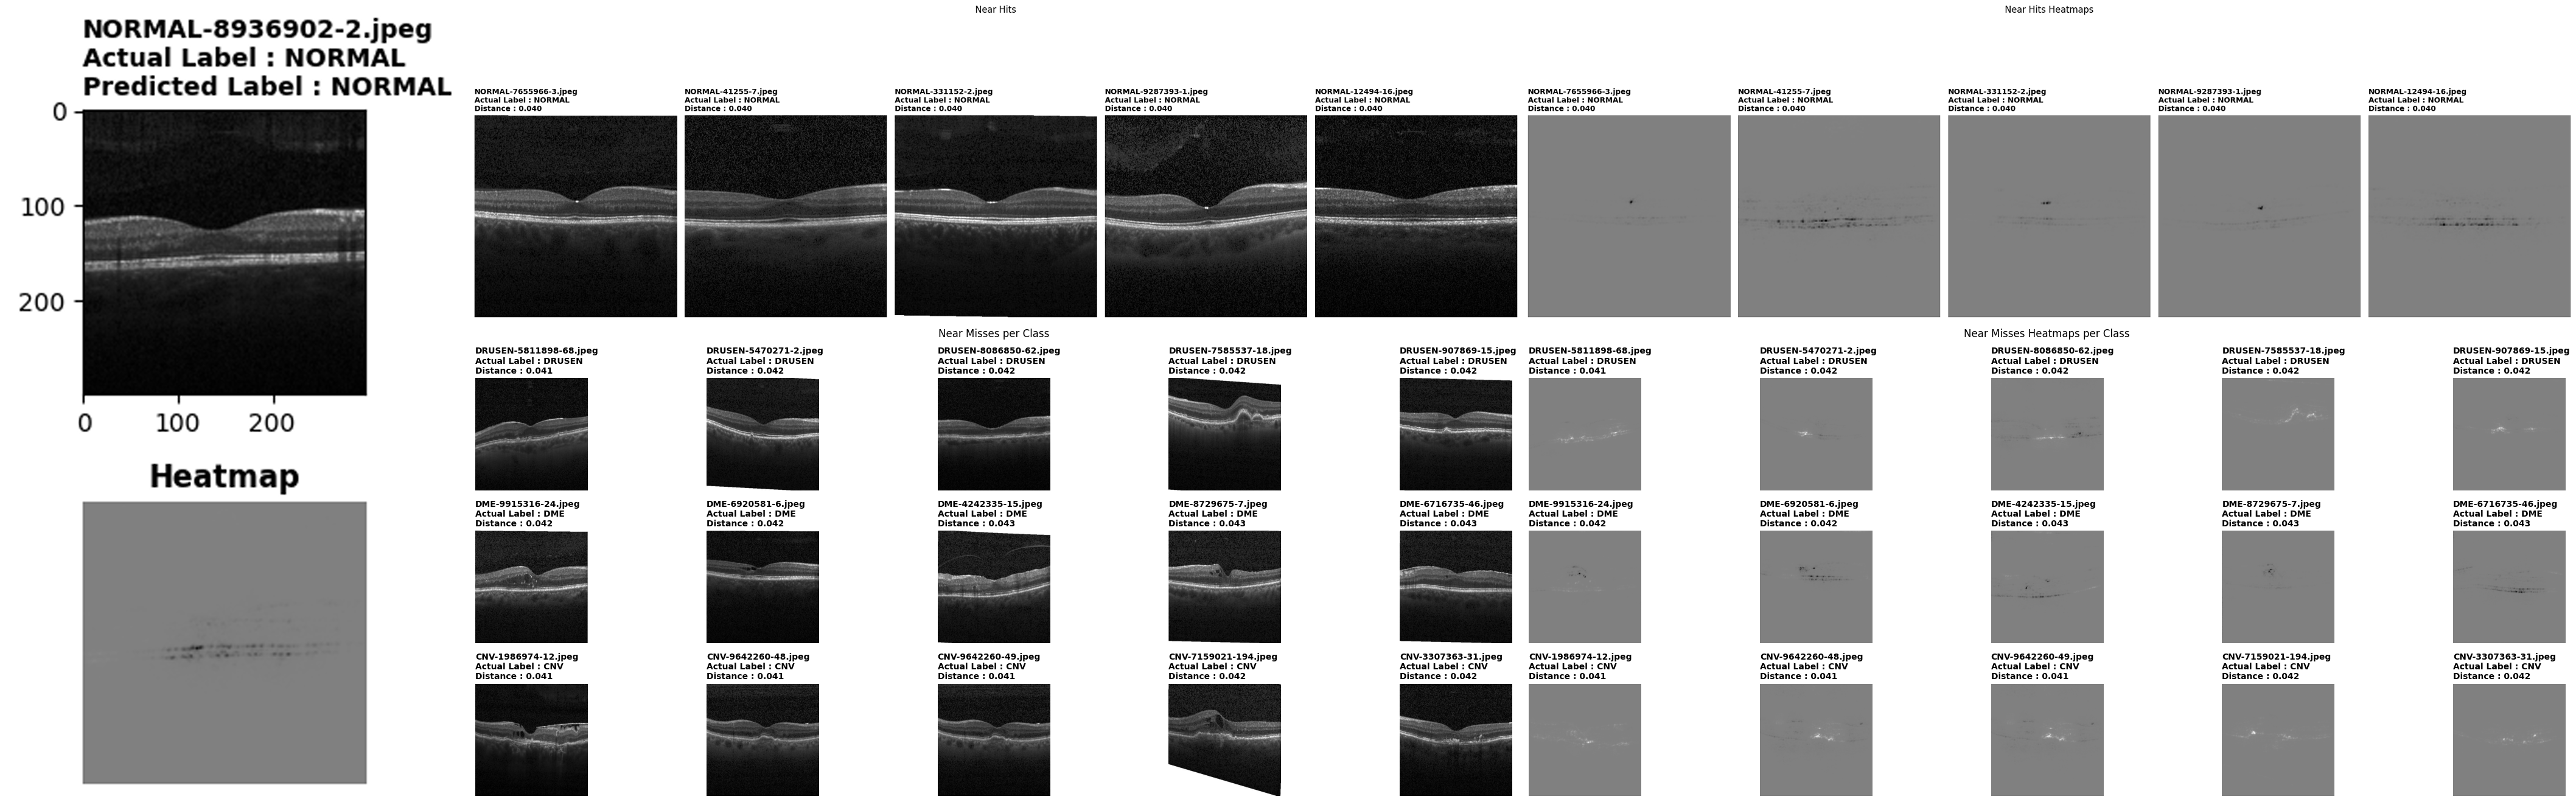 NORMAL-8936902-2.jpeg
Actual Label : NORMAL
Predicted Label : NORMAL
0
100
200
0
100
200
Heatmap
Near Hits
NORMAL-7655966-3.jpeg
Actual Label : NORMAL
Distance : 0.040
NORMAL-41255-7.jpeg
Actual Label : NORMAL
Distance : 0.040
NORMAL-331152-2.jpeg
Actual Label : NORMAL
Distance : 0.040
NORMAL-9287393-1.jpeg
Actual Label : NORMAL
Distance : 0.040
NORMAL-12494-16.jpeg
Actual Label : NORMAL
Distance : 0.040
Near Hits Heatmaps
NORMAL-7655966-3.jpeg
Actual Label : NORMAL
Distance : 0.040
NORMAL-41255-7.jpeg
Actual Label : NORMAL
Distance : 0.040
NORMAL-331152-2.jpeg
Actual Label : NORMAL
Distance : 0.040
NORMAL-9287393-1.jpeg
Actual Label : NORMAL
Distance : 0.040
NORMAL-12494-16.jpeg
Actual Label : NORMAL
Distance : 0.040
Near Misses per Class
DRUSEN-5811898-68.jpeg
Actual Label : DRUSEN
Distance : 0.041
DRUSEN-5470271-2.jpeg
Actual Label : DRUSEN
Distance : 0.042
DRUSEN-8086850-62.jpeg
Actual Label : DRUSEN
Distance : 0.042
DRUSEN-7585537-18.jpeg
Actual Label : DRUSEN
Distance : 0.042
DRUSEN-907869-15.jpeg
Actual Label : DRUSEN
Distance : 0.042
DME-9915316-24.jpeg
Actual Label : DME
Distance : 0.042
DME-6920581-6.jpeg
Actual Label : DME
Distance : 0.042
DME-4242335-15.jpeg
Actual Label : DME
Distance : 0.043
DME-8729675-7.jpeg
Actual Label : DME
Distance : 0.043
DME-6716735-46.jpeg
Actual Label : DME
Distance : 0.043
CNV-1986974-12.jpeg
Actual Label : CNV
Distance : 0.041
CNV-9642260-48.jpeg
Actual Label : CNV
Distance : 0.041
CNV-9642260-49.jpeg
Actual Label : CNV
Distance : 0.041
CNV-7159021-194.jpeg
Actual Label : CNV
Distance : 0.042
CNV-3307363-31.jpeg
Actual Label : CNV
Distance : 0.042
Near Misses Heatmaps per Class
DRUSEN-5811898-68.jpeg
Actual Label : DRUSEN
Distance : 0.041
DRUSEN-5470271-2.jpeg
Actual Label : DRUSEN
Distance : 0.042
DRUSEN-8086850-62.jpeg
Actual Label : DRUSEN
Distance : 0.042
DRUSEN-7585537-18.jpeg
Actual Label : DRUSEN
Distance : 0.042
DRUSEN-907869-15.jpeg
Actual Label : DRUSEN
Distance : 0.042
DME-9915316-24.jpeg
Actual Label : DME
Distance : 0.042
DME-6920581-6.jpeg
Actual Label : DME
Distance : 0.042
DME-4242335-15.jpeg
Actual Label : DME
Distance : 0.043
DME-8729675-7.jpeg
Actual Label : DME
Distance : 0.043
DME-6716735-46.jpeg
Actual Label : DME
Distance : 0.043
CNV-1986974-12.jpeg
Actual Label : CNV
Distance : 0.041
CNV-9642260-48.jpeg
Actual Label : CNV
Distance : 0.041
CNV-9642260-49.jpeg
Actual Label : CNV
Distance : 0.041
CNV-7159021-194.jpeg
Actual Label : CNV
Distance : 0.042
CNV-3307363-31.jpeg
Actual Label : CNV
Distance : 0.042